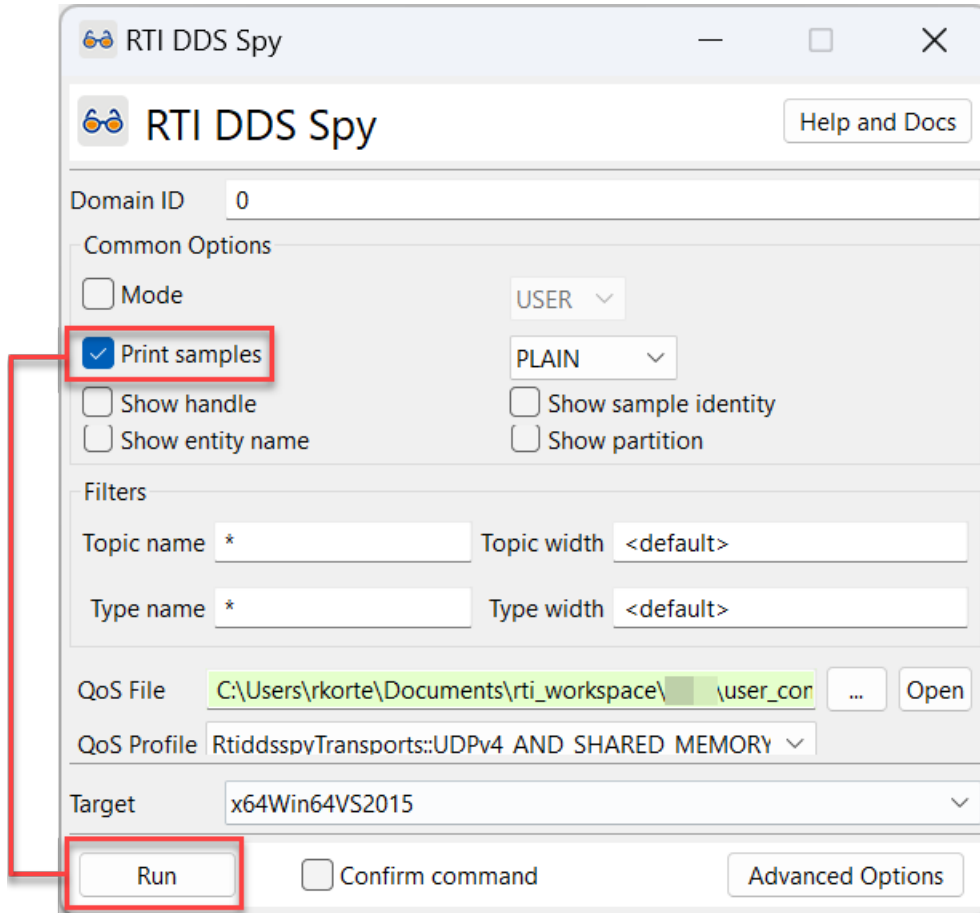 RTI DDS Spy
RTI DDS Spy
Help and Docs
Domain ID 0
Common Options
Mode USER
Print samples PLAIN
Show handle Show sample identity
Show entity name Show partition
Filters
Topic name * Topic width <default>
Type name * Type width <default>
QoS File C:\Users\rkorte\Documents\rti_workspace\ \user_con ... Open
QoS Profile RtiddsspyTransports::UDPv4_AND_SHARED_MEMORY
Target x64Win64VS2015
Run Confirm command Advanced Options